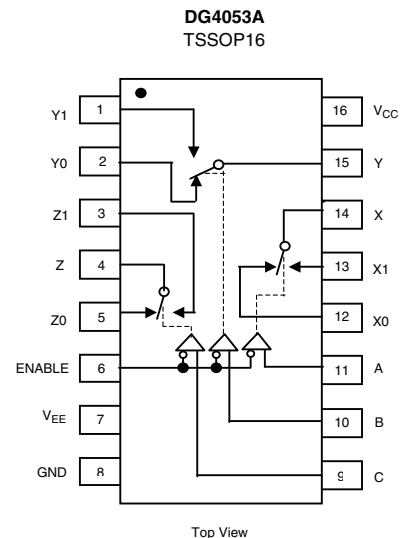 DG4053A
TSSOP16
Y1 1 16 VCC
Y0 2 15 Y
Z1 3 14 X
Z 4 13 X1
Z0 5 12 X0
ENABLE 6 11 A
VEE 7 10 B
GND 8 9 C
Top View